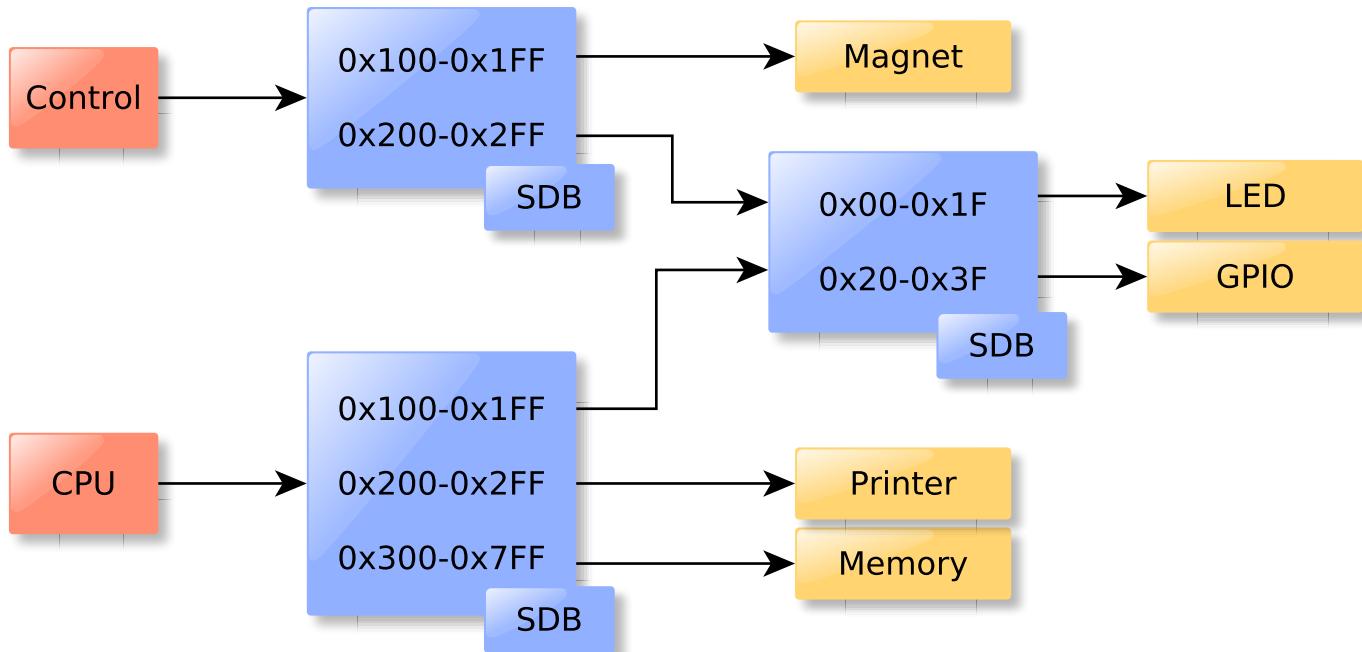 Control
0x100-0x1FF
0x200-0x2FF
SDB
Magnet
0x00-0x1F
0x20-0x3F
SDB
LED
GPIO
CPU
0x100-0x1FF
0x200-0x2FF
0x300-0x7FF
SDB
Printer
Memory